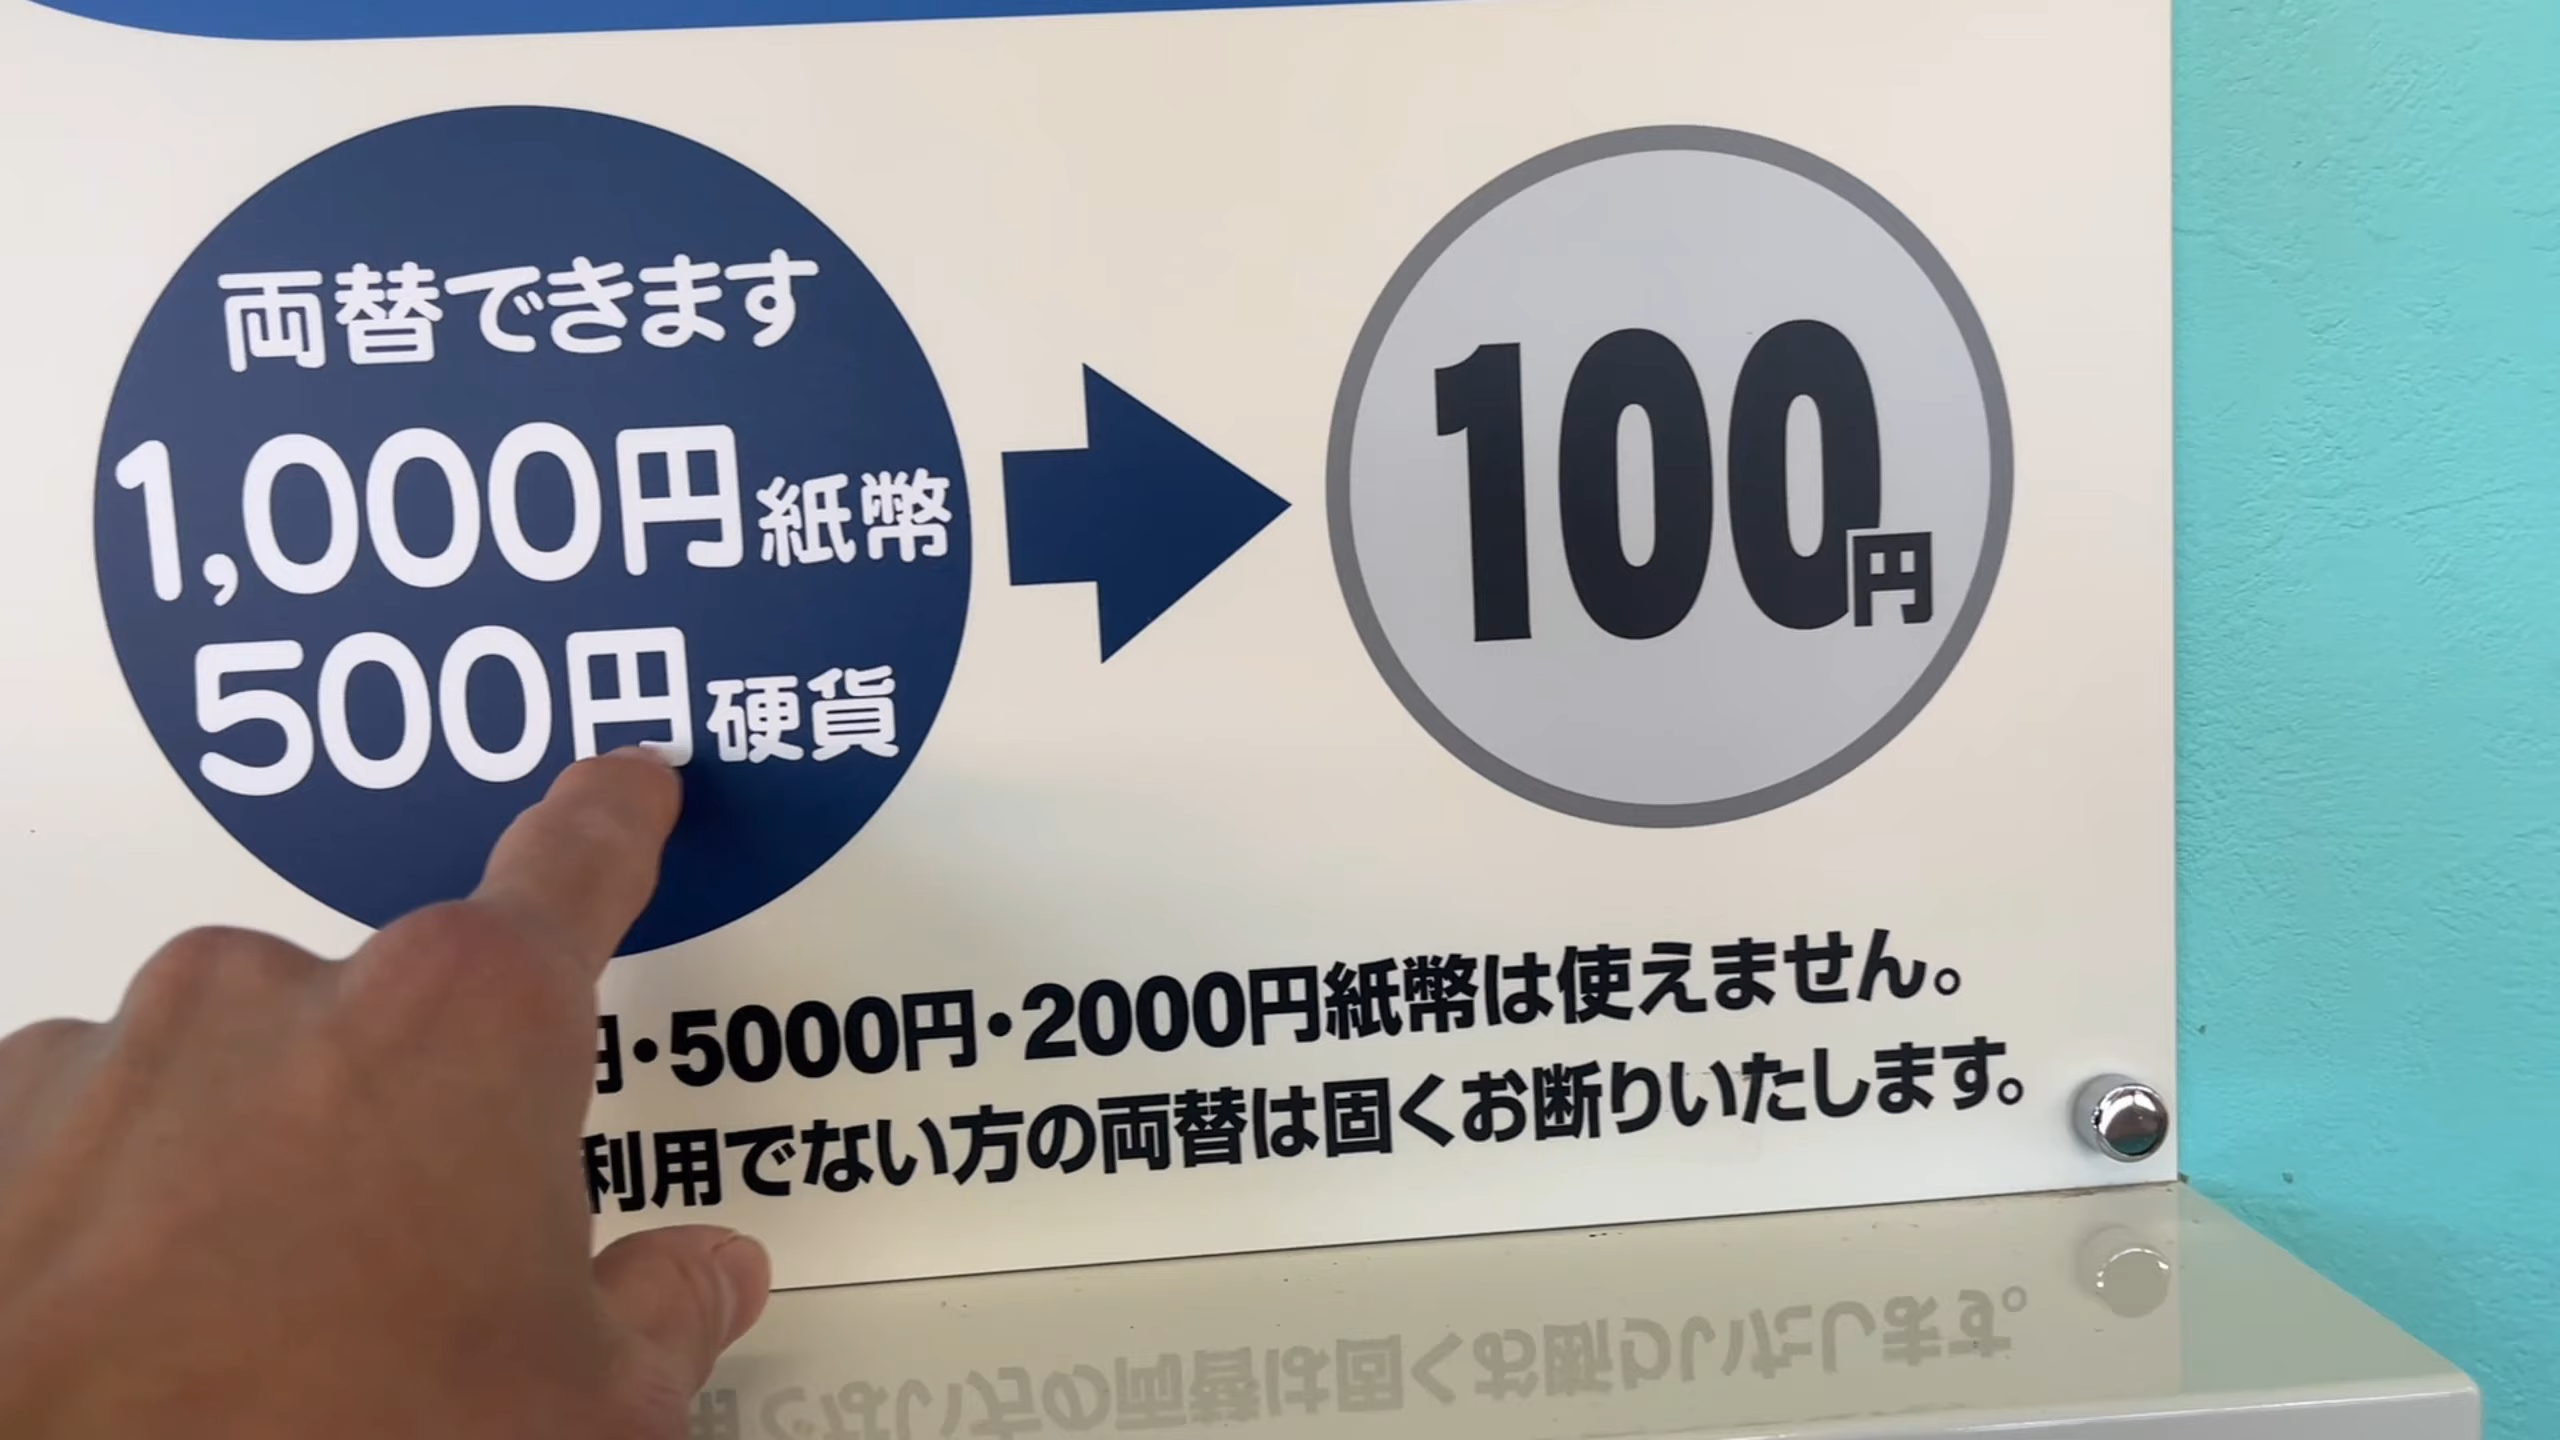 両替できます
1,000円紙幣
500円硬貨
100円
円・5000円・2000円紙幣は使えません。
利用でない方の両替は固くお断りいたします。